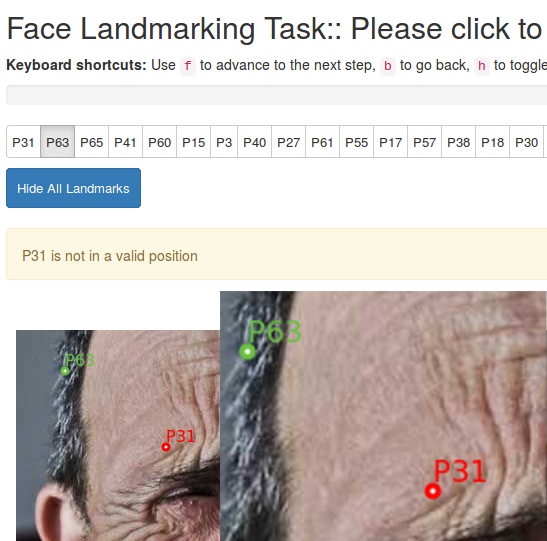 Face Landmarking Task:: Please click to
Keyboard shortcuts: Use f to advance to the next step, b to go back, h to toggle
P31 P63 P65 P41 P60 P15 P3 P40 P27 P61 P55 P17 P57 P38 P18 P30
Hide All Landmarks
P31 is not in a valid position
P63
P31
P63
P31